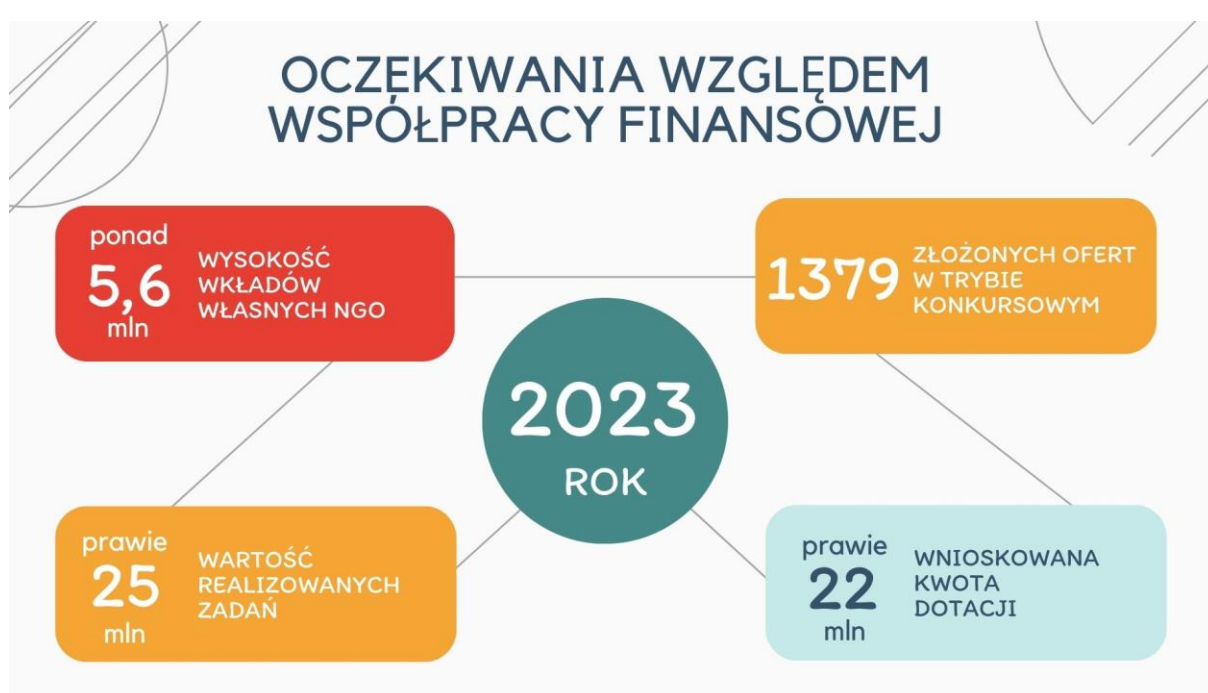 OCZEKIWANIA WZGLĘDEM
WSPÓŁPRACY FINANSOWEJ
ponad
5,6
mln
WYSOKOŚĆ
WKŁADÓW
WŁASNYCH NGO
1379
ZŁOŻONYCH OFERT
W TRYBIE
KONKURSOWYM
2023
ROK
prawie
25
mln
WARTOŚĆ
REALIZOWANYCH
ZADAŃ
prawie
22
mln
WNIOSKOWANA
KWOTA
DOTACJI